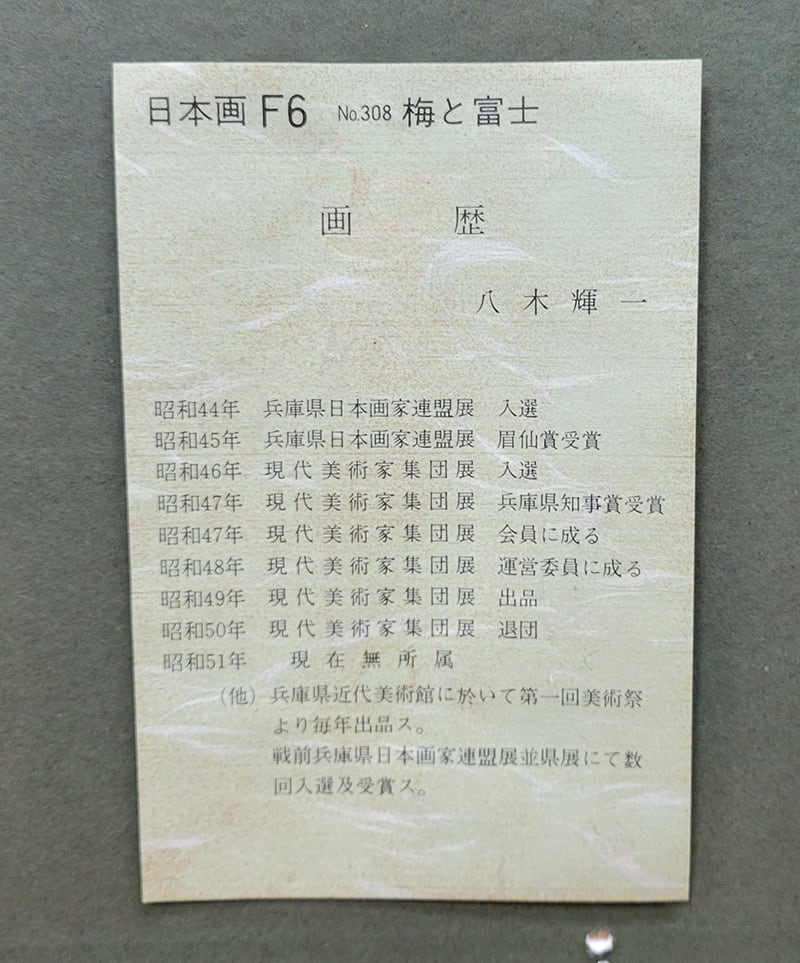 日本画 F6 No.308 梅と富士
画 歴
八木輝一
昭和44年 兵庫県日本画家連盟展 入選
昭和45年 兵庫県日本画家連盟展 眉仙賞受賞
昭和46年 現代美術家集団展 入選
昭和47年 現代美術家集団展 兵庫県知事賞受賞
昭和47年 現代美術家集団展 会員に成る
昭和48年 現代美術家集団展 運営委員に成る
昭和49年 現代美術家集団展 出品
昭和50年 現代美術家集団展 退団
昭和51年 現在無所属
（他）兵庫県近代美術館に於いて第一回美術祭
より毎年出品ス。
戦前兵庫県日本画家連盟展並県展にて数
回入選及受賞ス。